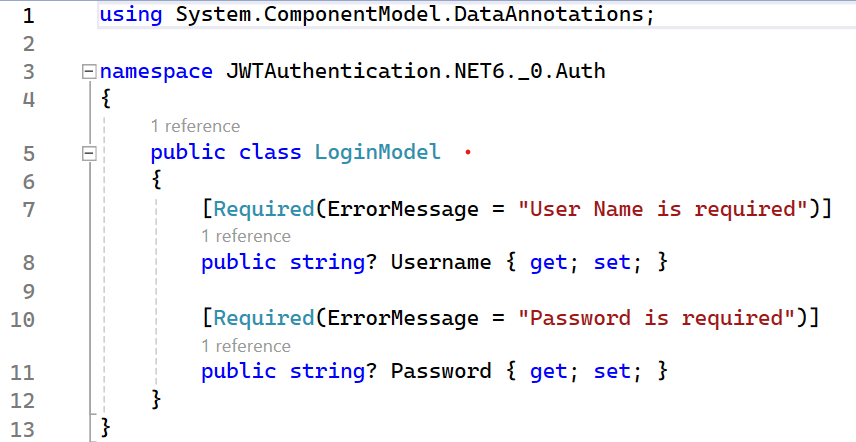 1 using System.ComponentModel.DataAnnotations;
2
3 namespace JWTAuthentication.NET6._0.Auth
4 {
1 reference
5 public class LoginModel
6 {
7 [Required(ErrorMessage = "User Name is required")]
1 reference
8 public string? Username { get; set; }
9
10 [Required(ErrorMessage = "Password is required")]
1 reference
11 public string? Password { get; set; }
12 }
13 }